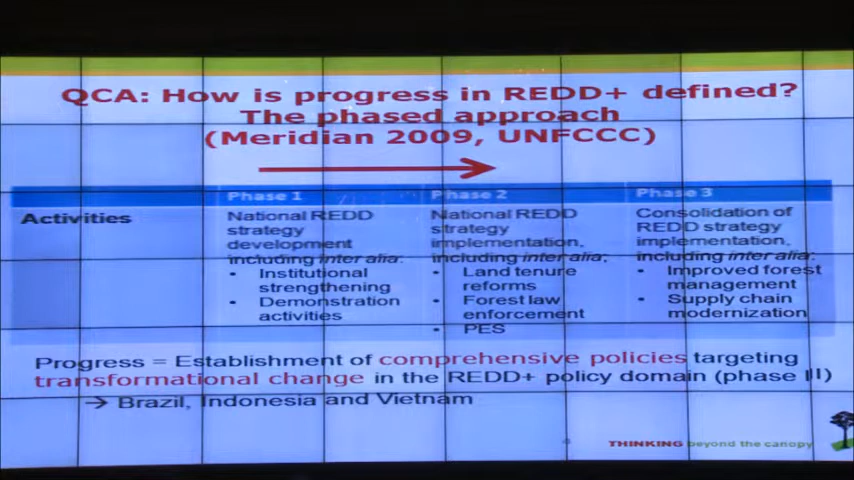 QCA: How is progress in REDD+ defined?
The phased approach
(Meridian 2009, UNFCCC)
Phase 1 Phase 2 Phase 3
Activities
National REDD
strategy
development
including inter alia:
• Institutional
strengthening
• Demonstration
activities
National REDD
strategy
implementation,
including inter alia;
• Land tenure
reforms
• Forest law
enforcement
• PES
Consolidation of
REDD strategy
implementation,
including inter alia:
• Improved forest
management
• Supply chain
modernization
Progress = Establishment of comprehensive policies targeting
transformational change in the REDD+ policy domain (phase III)
→ Brazil, Indonesia and Vietnam
THINKING beyond the canopy